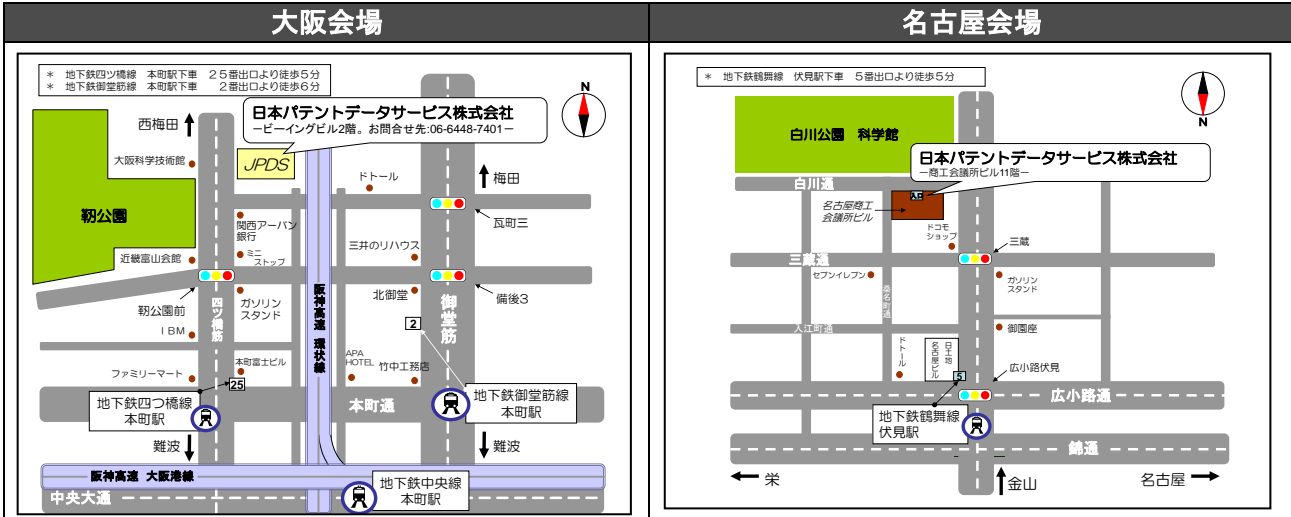 大阪会場
＊ 地下鉄四ツ橋線 本町駅下車 25番出口より徒歩5分
＊ 地下鉄御堂筋線 本町駅下車 2番出口より徒歩6分
日本パテントデータサービス株式会社
－ビーイングビル2階。お問合せ先:06-6448-7401－
N
西梅田
大阪科学技術館
JPDS
ドトール
梅田
靭公園
関西アーバン
銀行
瓦町三
近畿富山会館
ミニ
ストップ
三井のリハウス
靭公園前
四ツ橋筋
ガソリン
スタンド
阪神高速 環状線
北御堂
御堂筋
備後3
IBM
2
本町富士ビル
APA
HOTEL
竹中工務店
ファミリーマート
25
地下鉄四つ橋線
本町駅
本町通
地下鉄御堂筋線
本町駅
難波
難波
阪神高速 大阪港線
地下鉄中央線
本町駅
中央大通
名古屋会場
＊ 地下鉄鶴舞線 伏見駅下車 5番出口より徒歩5分
N
白川公園 科学館
日本パテントデータサービス株式会社
－商工会議所ビル11階－
白川通
入口
名古屋商工
会議所ビル
ドコモ
ショップ
三蔵
三蔵通
セブンイレブン
桑名町通
ガソリン
スタンド
入江町通
御園座
ドトール
日土地
名古屋ビル
5
広小路伏見
広小路通
地下鉄鶴舞線
伏見駅
錦通
栄
金山
名古屋